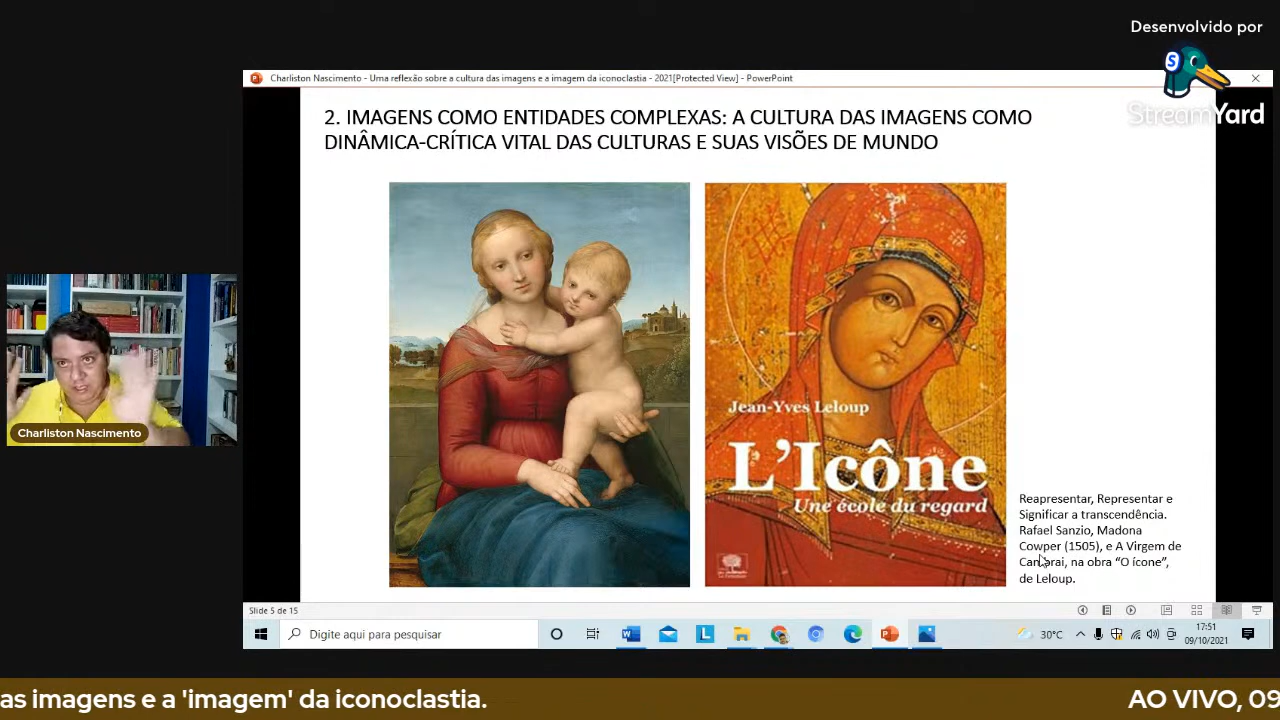 Desenvolvido por
StreamYard
Charliston Nascimento - Uma reflexão sobre a cultura das imagens e a imagem da iconoclastia - 2021[Protected View] - PowerPoint
2. IMAGENS COMO ENTIDADES COMPLEXAS: A CULTURA DAS IMAGENS COMO
DINÂMICA-CRÍTICA VITAL DAS CULTURAS E SUAS VISÕES DE MUNDO
Jean-Yves Leloup
L'Icône
Une école du regard
Reapresentar, Representar e
Significar a transcendência.
Rafael Sanzio, Madona
Cowper (1505), e A Virgem de
na obra “O ícone”,
de Leloup.
Charliston Nascimento
Slide 5 de 15
Digite aqui para pesquisar
30°C
17:51
09/10/2021
as imagens e a 'imagem' da iconoclastia.
AO VIVO, 09